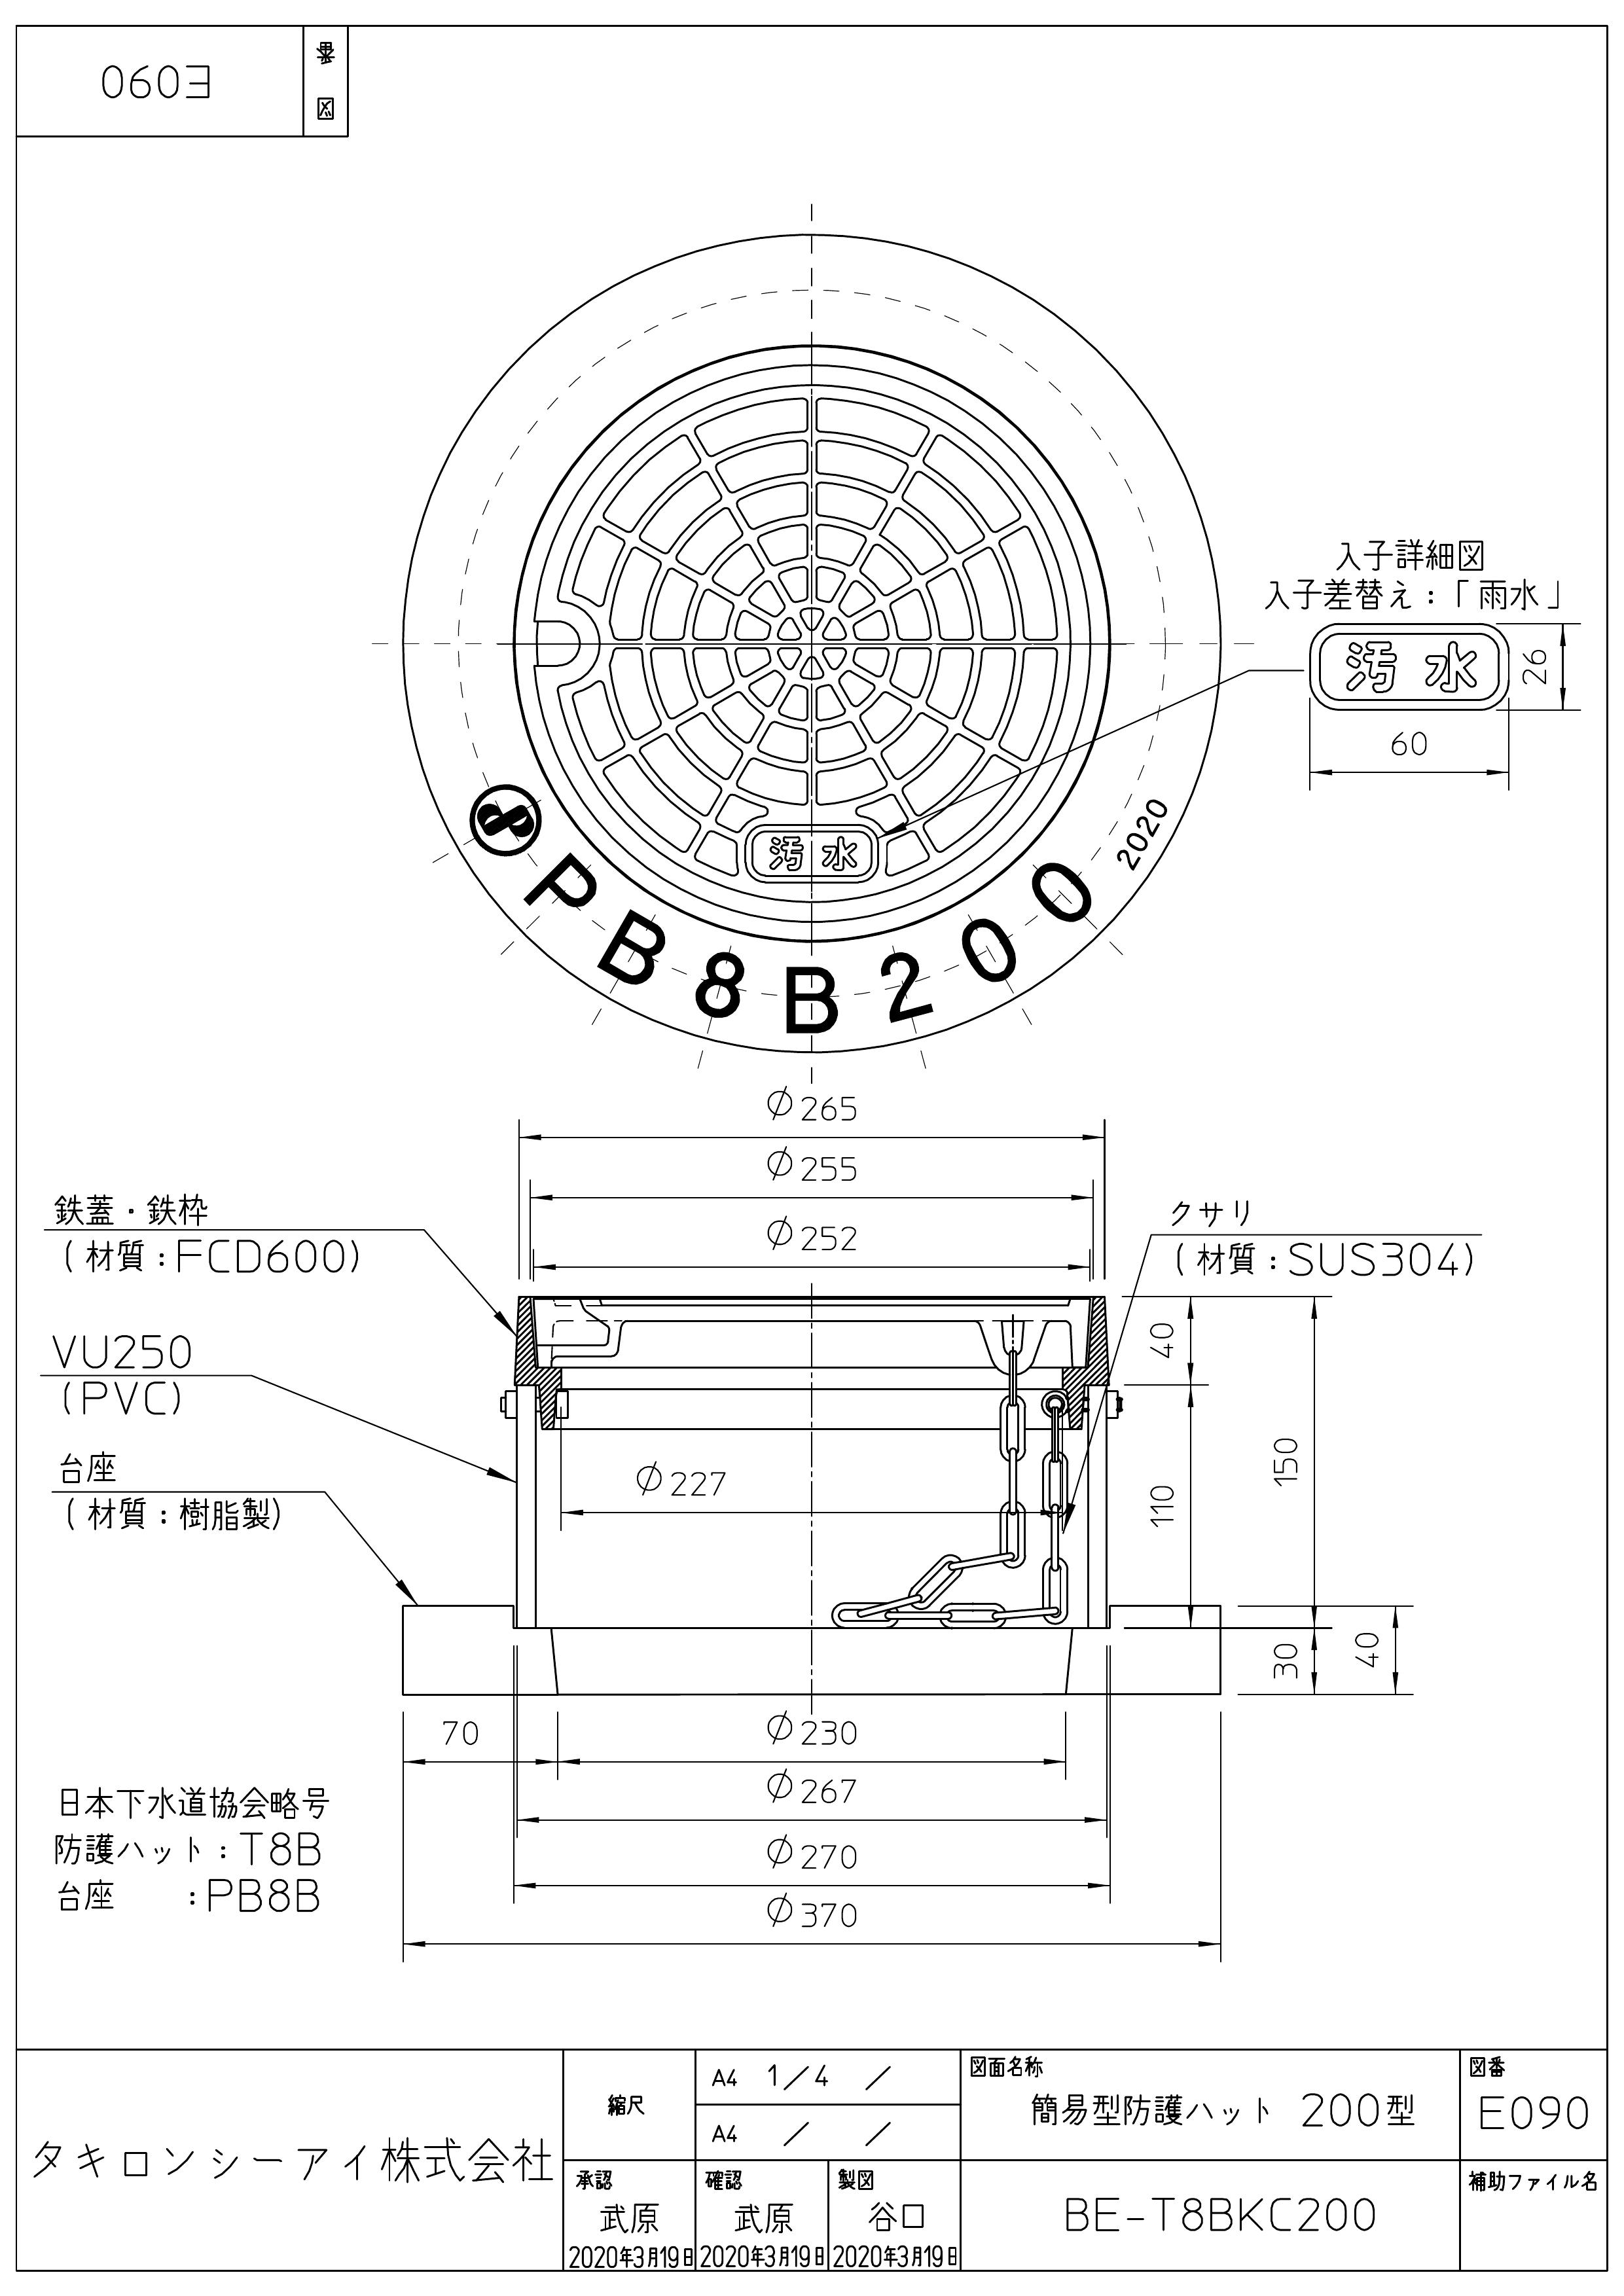 E090
図番
入子詳細図
入子差替え:「雨水」
汚水
26
60
汚水
PB8B200
2020
⌀265
⌀255
⌀252
鉄蓋・鉄枠
(材質:FCD600)
クサリ
(材質:SUS304)
VU250
(PVC)
台座
(材質:樹脂製)
⌀227
40
110
150
30
40
70
⌀230
⌀267
⌀270
⌀370
日本下水道協会略号
防護ハット:T8B
台座 :PB8B
タキロンシーアイ株式会社
縮尺
A4 1/4 /
A4 / /
図面名称
簡易型防護ハット 200型
図番
E090
承認
武原
2020年3月19日
確認
武原
2020年3月19日
製図
谷口
2020年3月19日
BE-T8BKC200
補助ファイル名